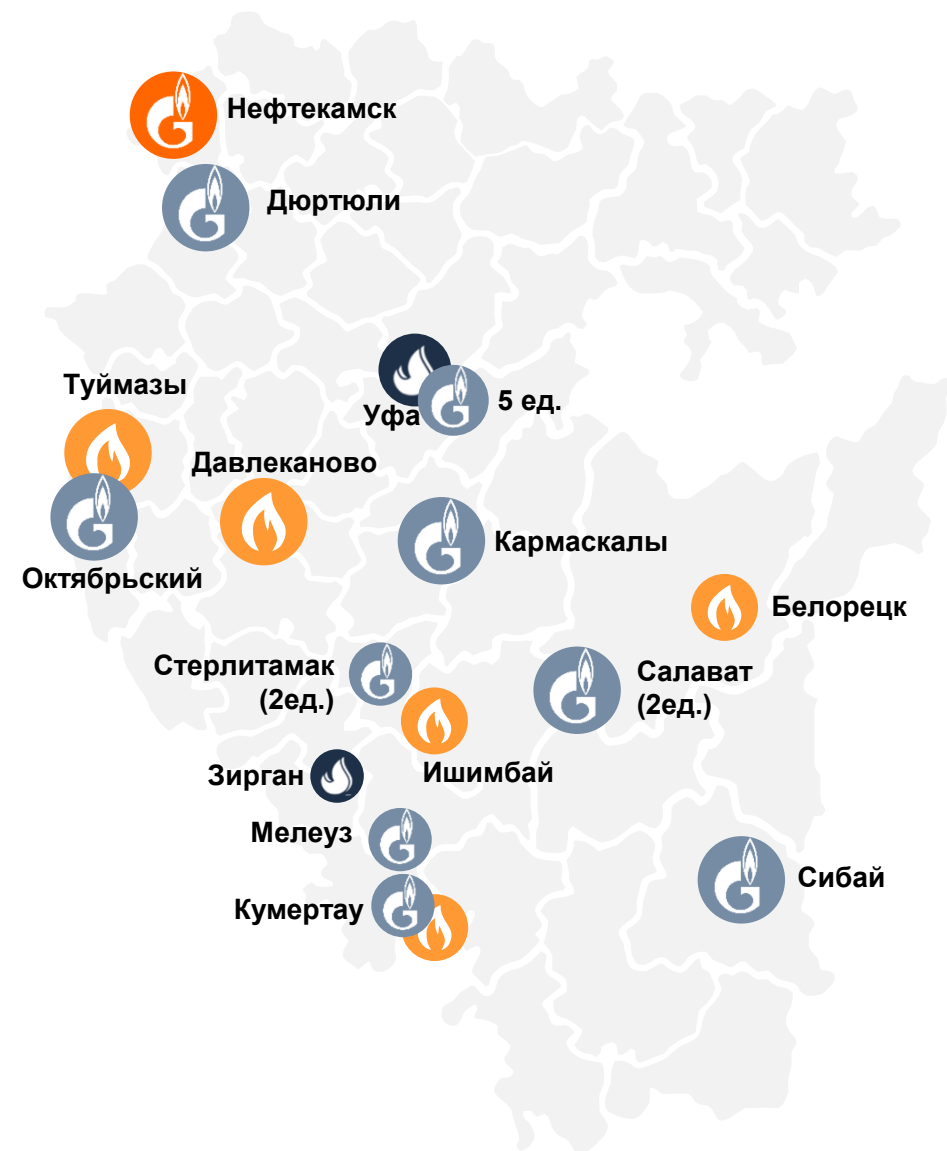 Нефтекамск
Дюртюли
Туймазы
Уфа
5 ед.
Давлеканово
Кармаскалы
Октябрьский
Белорецк
Стерлитамак
(2ед.)
Салават
(2ед.)
Ишимбай
Зирган
Мелеуз
Сибай
Кумертау